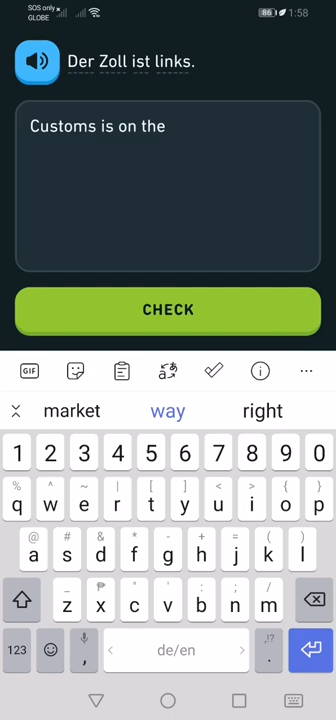 SOS only
GLOBE
86 1:58
Der Zoll ist links.
Customs is on the
CHECK
GIF
market way right
1 2 3 4 5 6 7 8 9 0
% ^ ~ | [ ] < > { }
q w e r t y u i o p
@ # & * - + = ( )
a s d f g h j k l
_ ₱ " ' : ; /
z x c v b n m
123 , de/en ,!? .